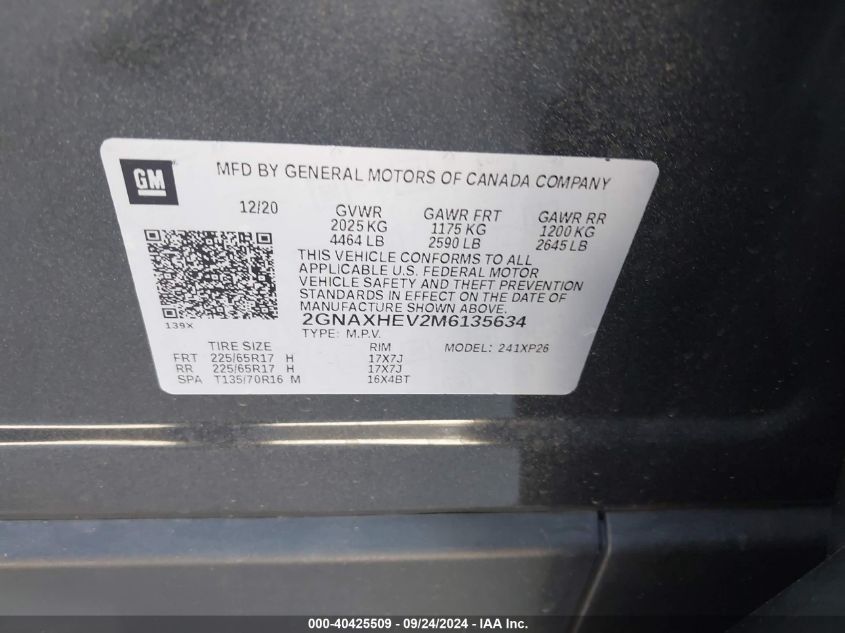 GM
MFD BY GENERAL MOTORS OF CANADA COMPANY
12/20 GVWR GAWR FRT GAWR RR
2025 KG 1175 KG 1200 KG
4464 LB 2590 LB 2645 LB
THIS VEHICLE CONFORMS TO ALL
APPLICABLE U.S. FEDERAL MOTOR
VEHICLE SAFETY AND THEFT PREVENTION
STANDARDS IN EFFECT ON THE DATE OF
MANUFACTURE SHOWN ABOVE.
139X
2GNAXHEV2M6135634
TYPE: M.P.V.
TIRE SIZE RIM MODEL: 241XP26
FRT 225/65R17 H 17X7J
RR 225/65R17 H 17X7J
SPA T135/70R16 M 16X4BT
000-40425509 - 09/24/2024 - IAA Inc.